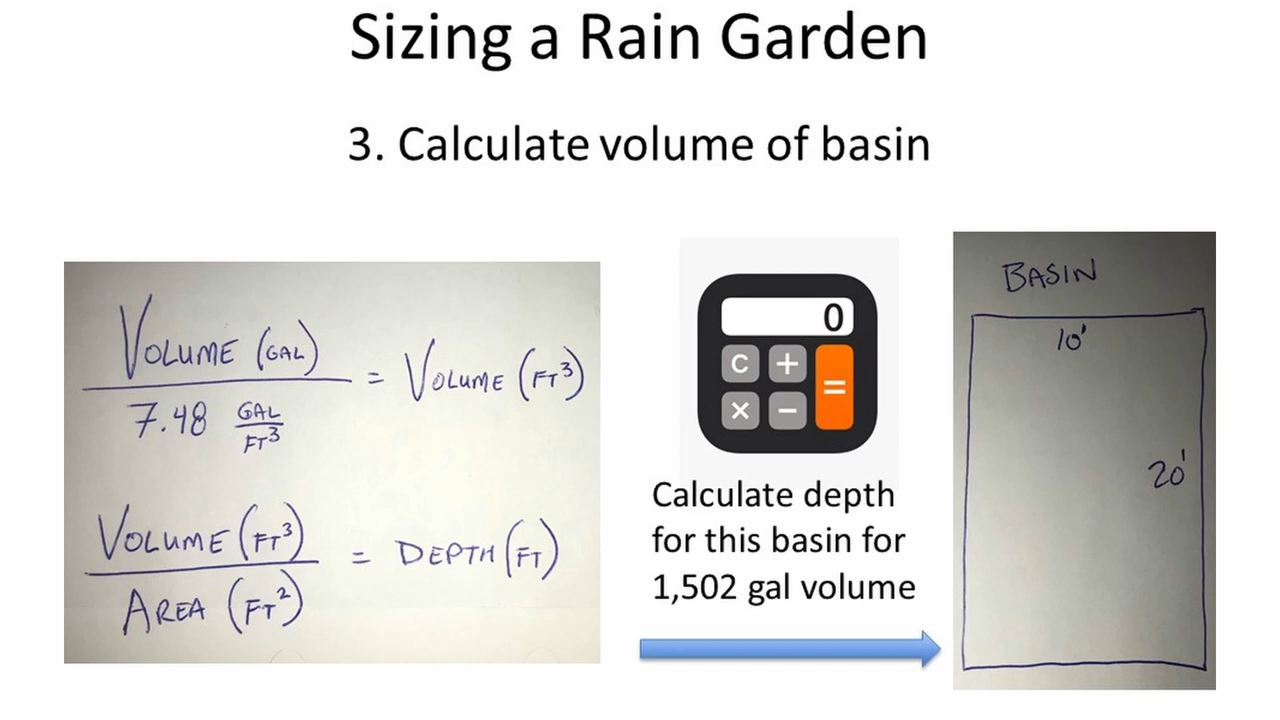 Sizing a Rain Garden
3. Calculate volume of basin
VOLUME (GAL)
7.48 GAL
FT³
= VOLUME (FT³)
VOLUME (FT³)
AREA (FT²)
= DEPTH (FT)
0
C +
=
× −
Calculate depth
for this basin for
1,502 gal volume
BASIN
10'
20'